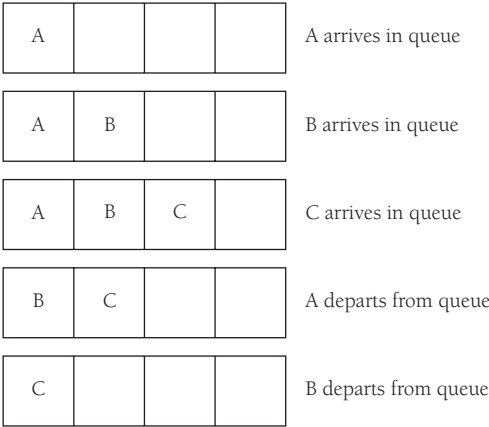 A A arrives in queue
A B B arrives in queue
A B C C arrives in queue
B C A departs from queue
C B departs from queue